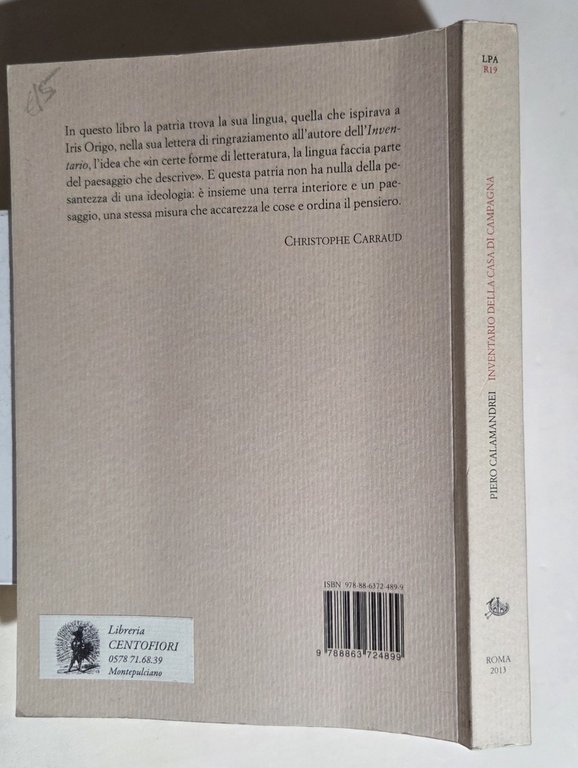 In questo libro la patria trova la sua lingua, quella che ispirava a
Iris Origo, nella sua lettera di ringraziamento all'autore dell'Inven-
tario, l'idea che «in certe forme di letteratura, la lingua faccia parte
del paesaggio che descrive». E questa patria non ha nulla della pe-
santezza di una ideologia: è insieme una terra interiore e un pae-
saggio, una stessa misura che accarezza le cose e ordina il pensiero.
CHRISTOPHE CARRAUD
ISBN 978-88-6372-489-9
9 788863 724899
Libreria
CENTOFIORI
0578 71.68.39
Montepulciano
LPA
R19
PIERO CALAMANDREI INVENTARIO DELLA CASA DI CAMPAGNA
ROMA
2013